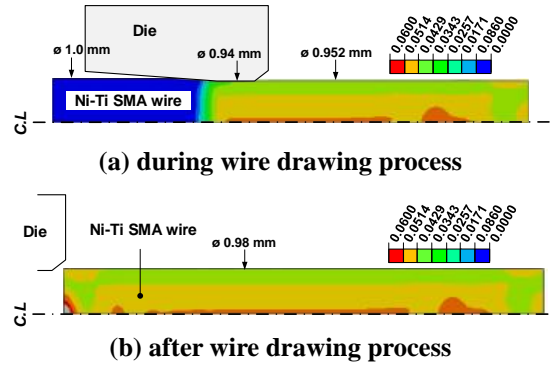 Die
ø 1.0 mm
ø 0.94 mm
ø 0.952 mm
0.0600
0.0514
0.0429
0.0343
0.0257
0.0171
0.0860
0.0000
Ni-Ti SMA wire
C.L
(a) during wire drawing process
Die
Ni-Ti SMA wire
ø 0.98 mm
0.0600
0.0514
0.0429
0.0343
0.0257
0.0171
0.0860
0.0000
C.L
(b) after wire drawing process